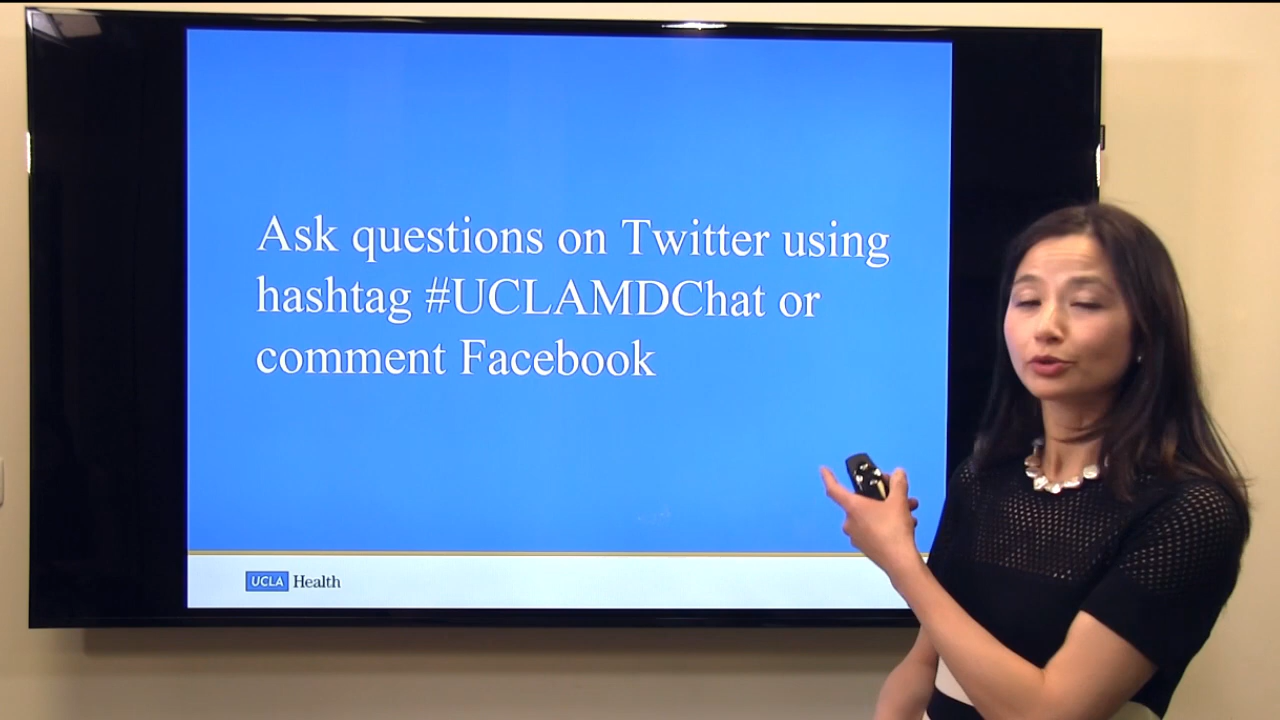 Ask questions on Twitter using
hashtag #UCLAMDChat or
comment Facebook
UCLA Health